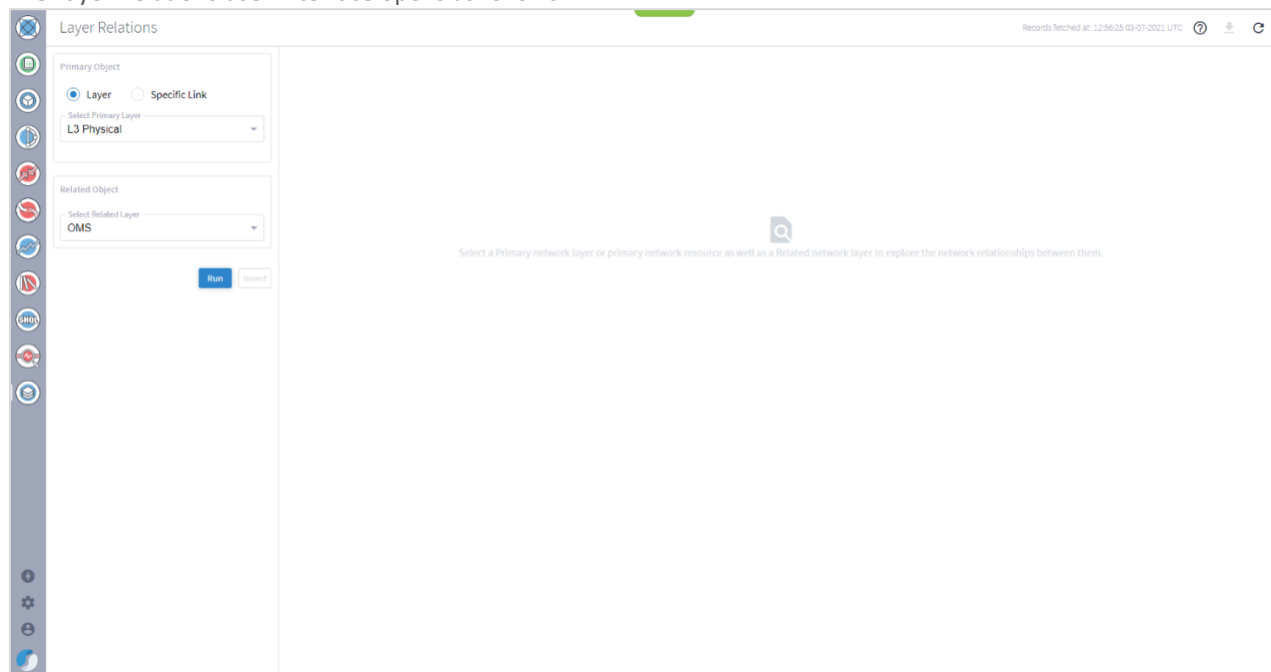 Layer Relations
Records fetched at: 12:56:25 03-07-2021 UTC
Primary Object
Layer
Specific Link
Select Primary Layer
L3 Physical
Related Object
Select Related Layer
OMS
Run
Invert
Select a Primary network layer or primary network resource as well as a Related network layer to explore the network relationships between them.
SHQL